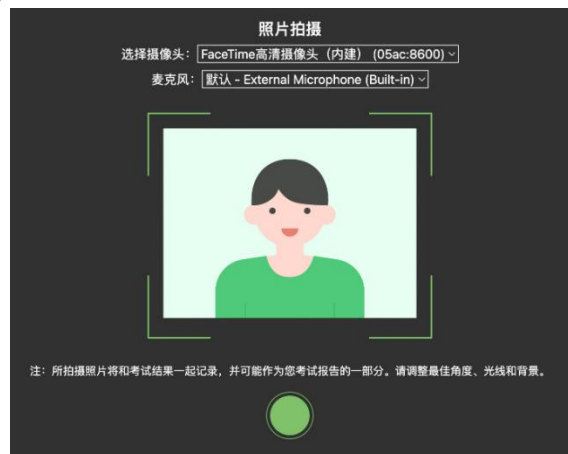 照片拍摄
选择摄像头： FaceTime高清摄像头（内建） (05ac:8600)
麦克风： 默认 - External Microphone (Built-in)
注：所拍摄照片将和考试结果一起记录，并可能作为您考试报告的一部分。请调整最佳角度、光线和背景。